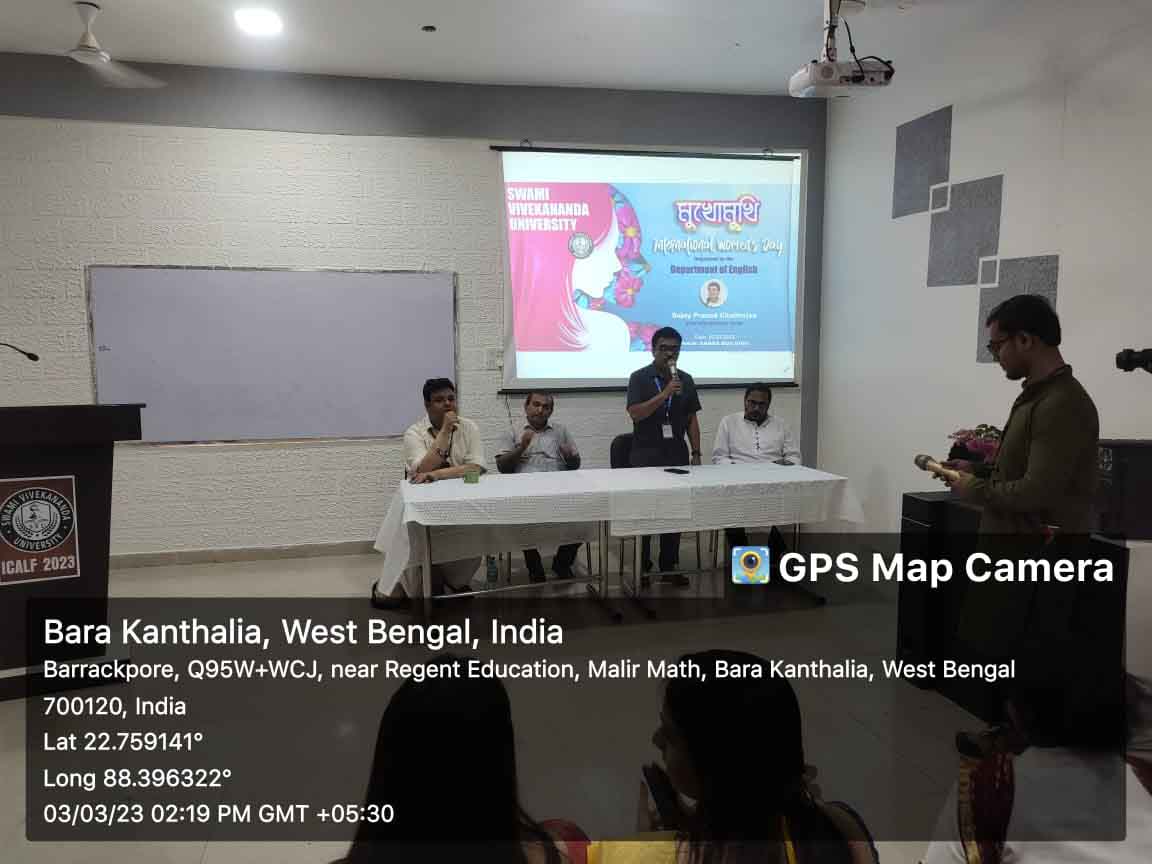 SWAMI
VIVEKANANDA
UNIVERSITY
মুখোমুখি
International Women's Day
Department of English
SWAMI VIVEKANANDA
UNIVERSITY
ICALF 2023
GPS Map Camera
Bara Kanthalia, West Bengal, India
Barrackpore, Q95W+WCJ, near Regent Education, Malir Math, Bara Kanthalia, West Bengal
700120, India
Lat 22.759141°
Long 88.396322°
03/03/23 02:19 PM GMT +05:30